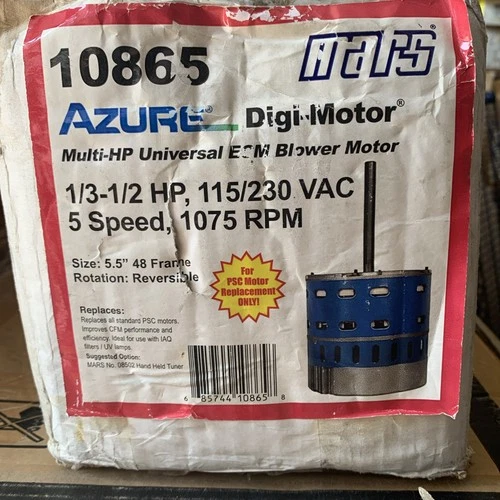 10865
MARS®
AZURE® Digi-Motor®
Multi-HP Universal ECM Blower Motor
1/3-1/2 HP, 115/230 VAC
5 Speed, 1075 RPM
Size: 5.5" 48 Frame
Rotation: Reversible
For
PSC Motor
Replacement
ONLY!
Replaces:
Replaces all standard PSC motors.
Improves CFM performance and
efficiency. Ideal for use with IAQ
filters / UV lamps.
Suggested Option:
MARS No. 08502 Hand Held Tuner
6 85744 10865 8